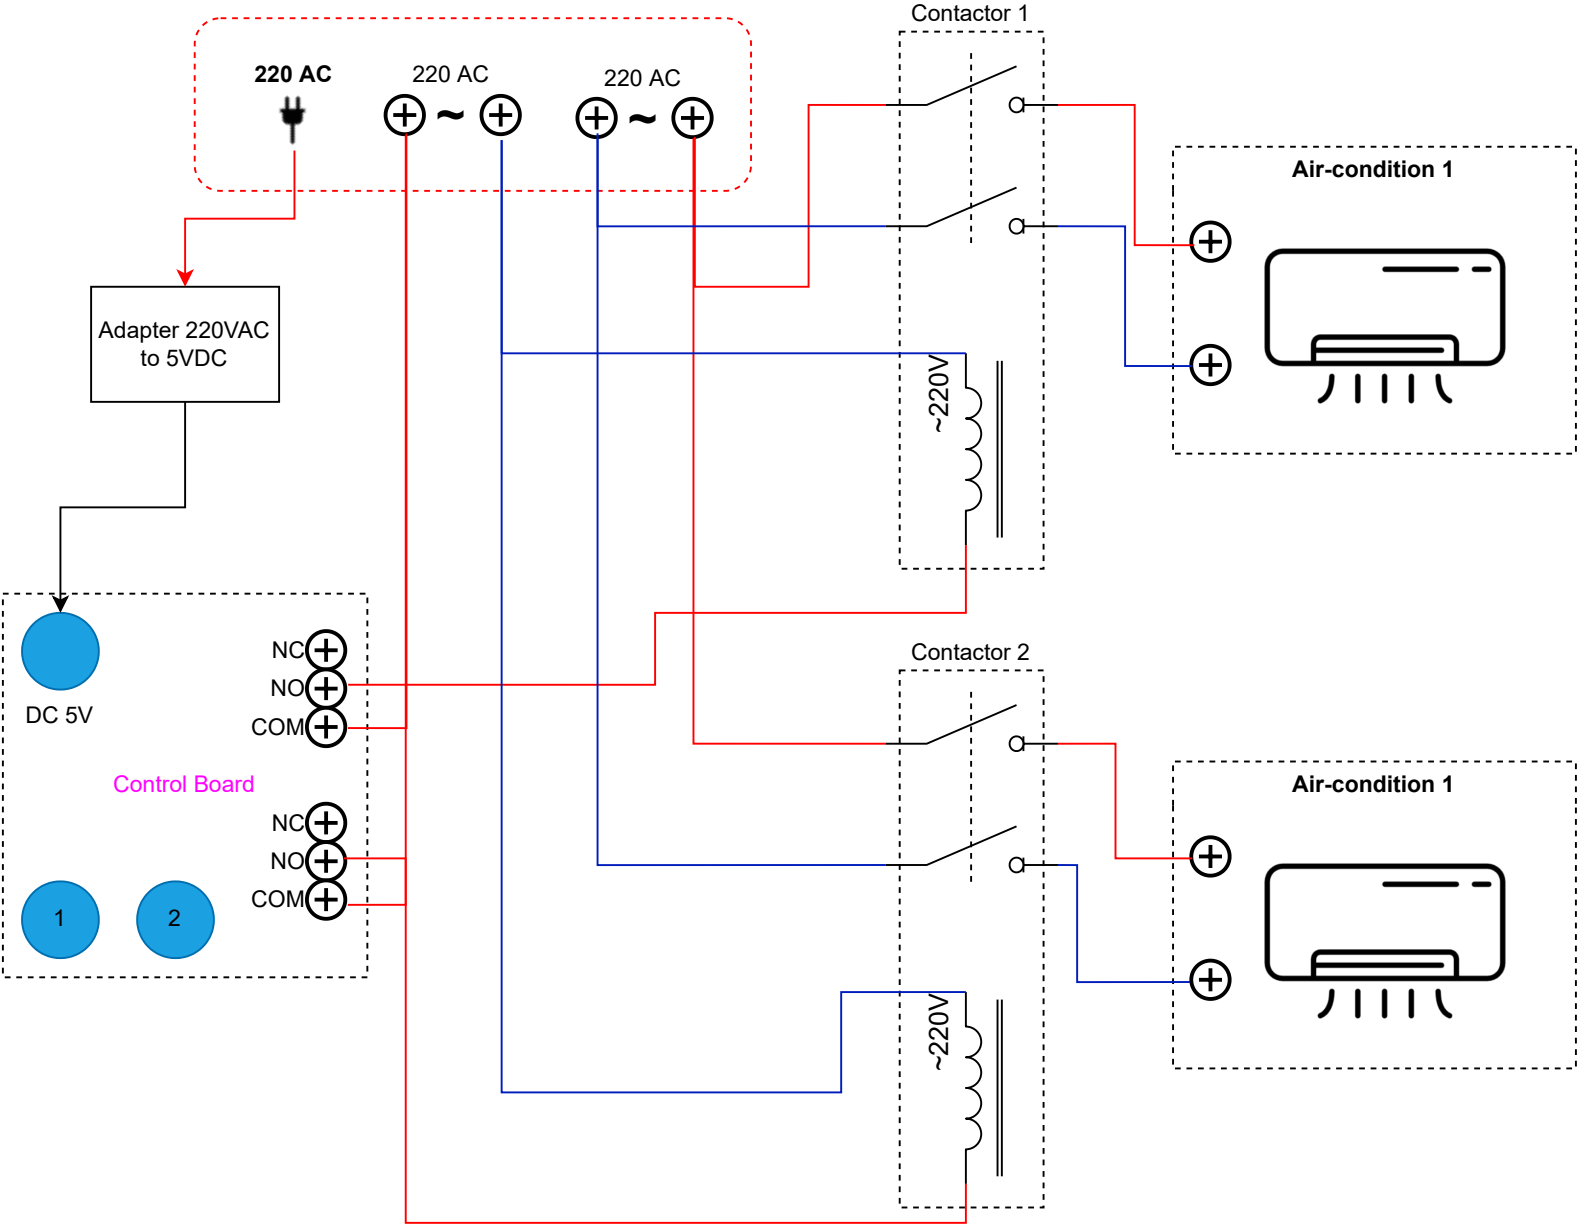 Contactor 1
220 AC
220 AC
220 AC
~
~
Air-condition 1
Adapter 220VAC
to 5VDC
~220V
NC
NO
COM
DC 5V
Contactor 2
Control Board
Air-condition 1
NC
NO
COM
1
2
~220V